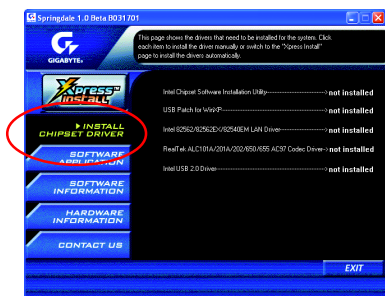 Springdale 1.0 Beta B031701
GIGABYTE
This page shows the drivers that need to be installed for the system. Click
each item to install the driver manually or switch to the "Xpress Install"
page to install the drivers automatically.
Xpress
INSTALL
INSTALL
CHIPSET DRIVER
SOFTWARE
APPLICATION
SOFTWARE
INFORMATION
HARDWARE
INFORMATION
CONTACT US
Intel Chipset Software Installation Utility not installed
USB Patch for WinXP not installed
Intel 82562/82562EX/82540EM LAN Driver not installed
RealTek ALC101A/201A/202/650/655 AC97 Codec Driver not installed
Intel USB 2.0 Driver not installed
EXIT